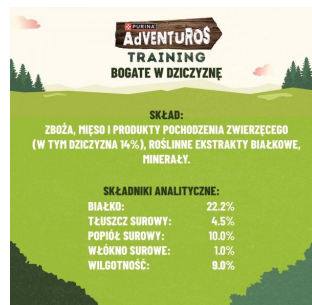 PURINA
ADVENTUROS
TRAINING
BOGATE W DZICZYZNĘ
SKŁAD:
ZBOŻA, MIĘSO I PRODUKTY POCHODZENIA ZWIERZĘCEGO
(W TYM DZICZYZNA 14%), ROŚLINNE EKSTRAKTY BIAŁKOWE,
MINERAŁY.
SKŁADNIKI ANALITYCZNE:
BIAŁKO: 22.2%
TŁUSZCZ SUROWY: 4.5%
POPIÓŁ SUROWY: 10.0%
WŁÓKNO SUROWE: 1.0%
WILGOTNOŚĆ: 9.0%